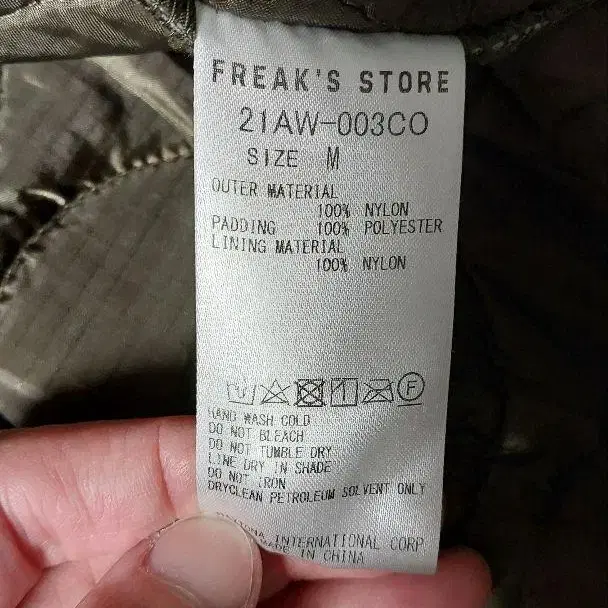 FREAK'S STORE
21AW-003CO
SIZE M
OUTER MATERIAL
100% NYLON
PADDING 100% POLYESTER
LINING MATERIAL
100% NYLON
F
HAND WASH COLD
DO NOT BLEACH
DO NOT TUMBLE DRY
LINE DRY IN SHADE
DO NOT IRON
DRYCLEAN PETROLEUM SOLVENT ONLY
INTERNATIONAL CORP
MADE IN CHINA